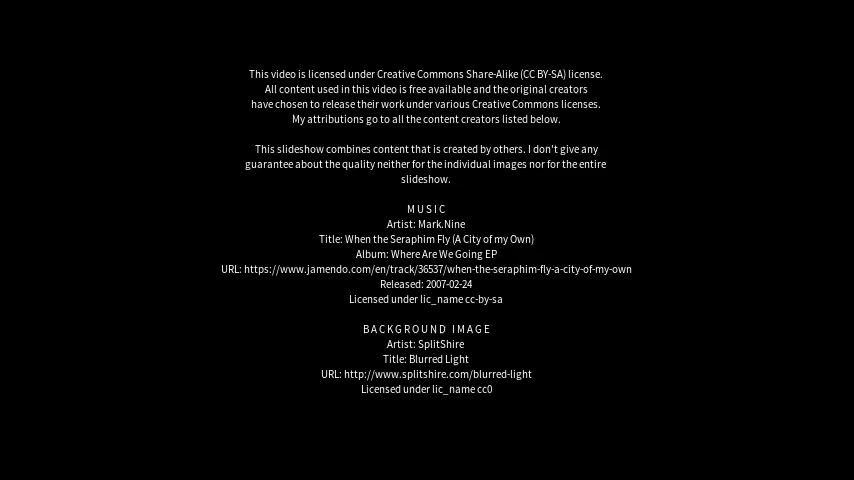 This video is licensed under Creative Commons Share-Alike (CC BY-SA) license.
All content used in this video is free available and the original creators
have chosen to release their work under various Creative Commons licenses.
My attributions go to all the content creators listed below.
This slideshow combines content that is created by others. I don't give any
guarantee about the quality neither for the individual images nor for the entire
slideshow.
MUSIC
Artist: Mark.Nine
Title: When the Seraphim Fly (A City of my Own)
Album: Where Are We Going EP
URL: https://www.jamendo.com/en/track/36537/when-the-seraphim-fly-a-city-of-my-own
Released: 2007-02-24
Licensed under lic_name cc-by-sa
BACKGROUND IMAGE
Artist: SplitShire
Title: Blurred Light
URL: http://www.splitshire.com/blurred-light
Licensed under lic_name cc0